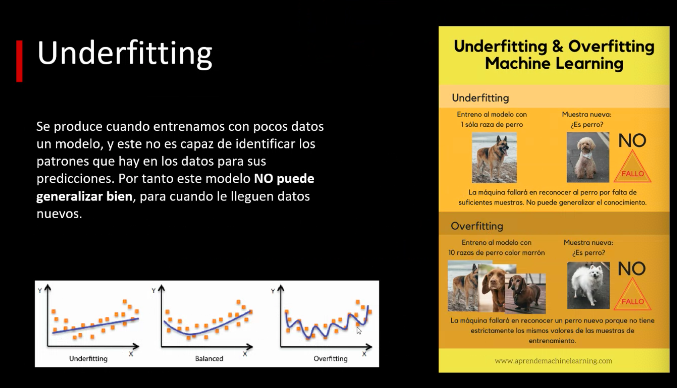 Underfitting
Se produce cuando entrenamos con pocos datos
un modelo, y este no es capaz de identificar los
patrones que hay en los datos para sus
predicciones. Por tanto este modelo NO puede
generalizar bien, para cuando le lleguen datos
nuevos.
Y
X
Underfitting
Y
X
Balanced
Y
X
Overfitting
Underfitting & Overfitting
Machine Learning
Underfitting
Entreno al modelo con
1 sóla raza de perro
Muestra nueva:
¿Es perro?
NO
FALLO
La máquina fallará en reconocer al perro por falta de
suficientes muestras. No puede generalizar el conocimiento.
Overfitting
Entreno al modelo con
10 razas de perro color marrón
Muestra nueva:
¿Es perro?
NO
FALLO
La máquina fallará en reconocer un perro nuevo porque no tiene
estrictamente los mismos valores de las muestras de
entrenamiento.
www.aprendemachinelearning.com